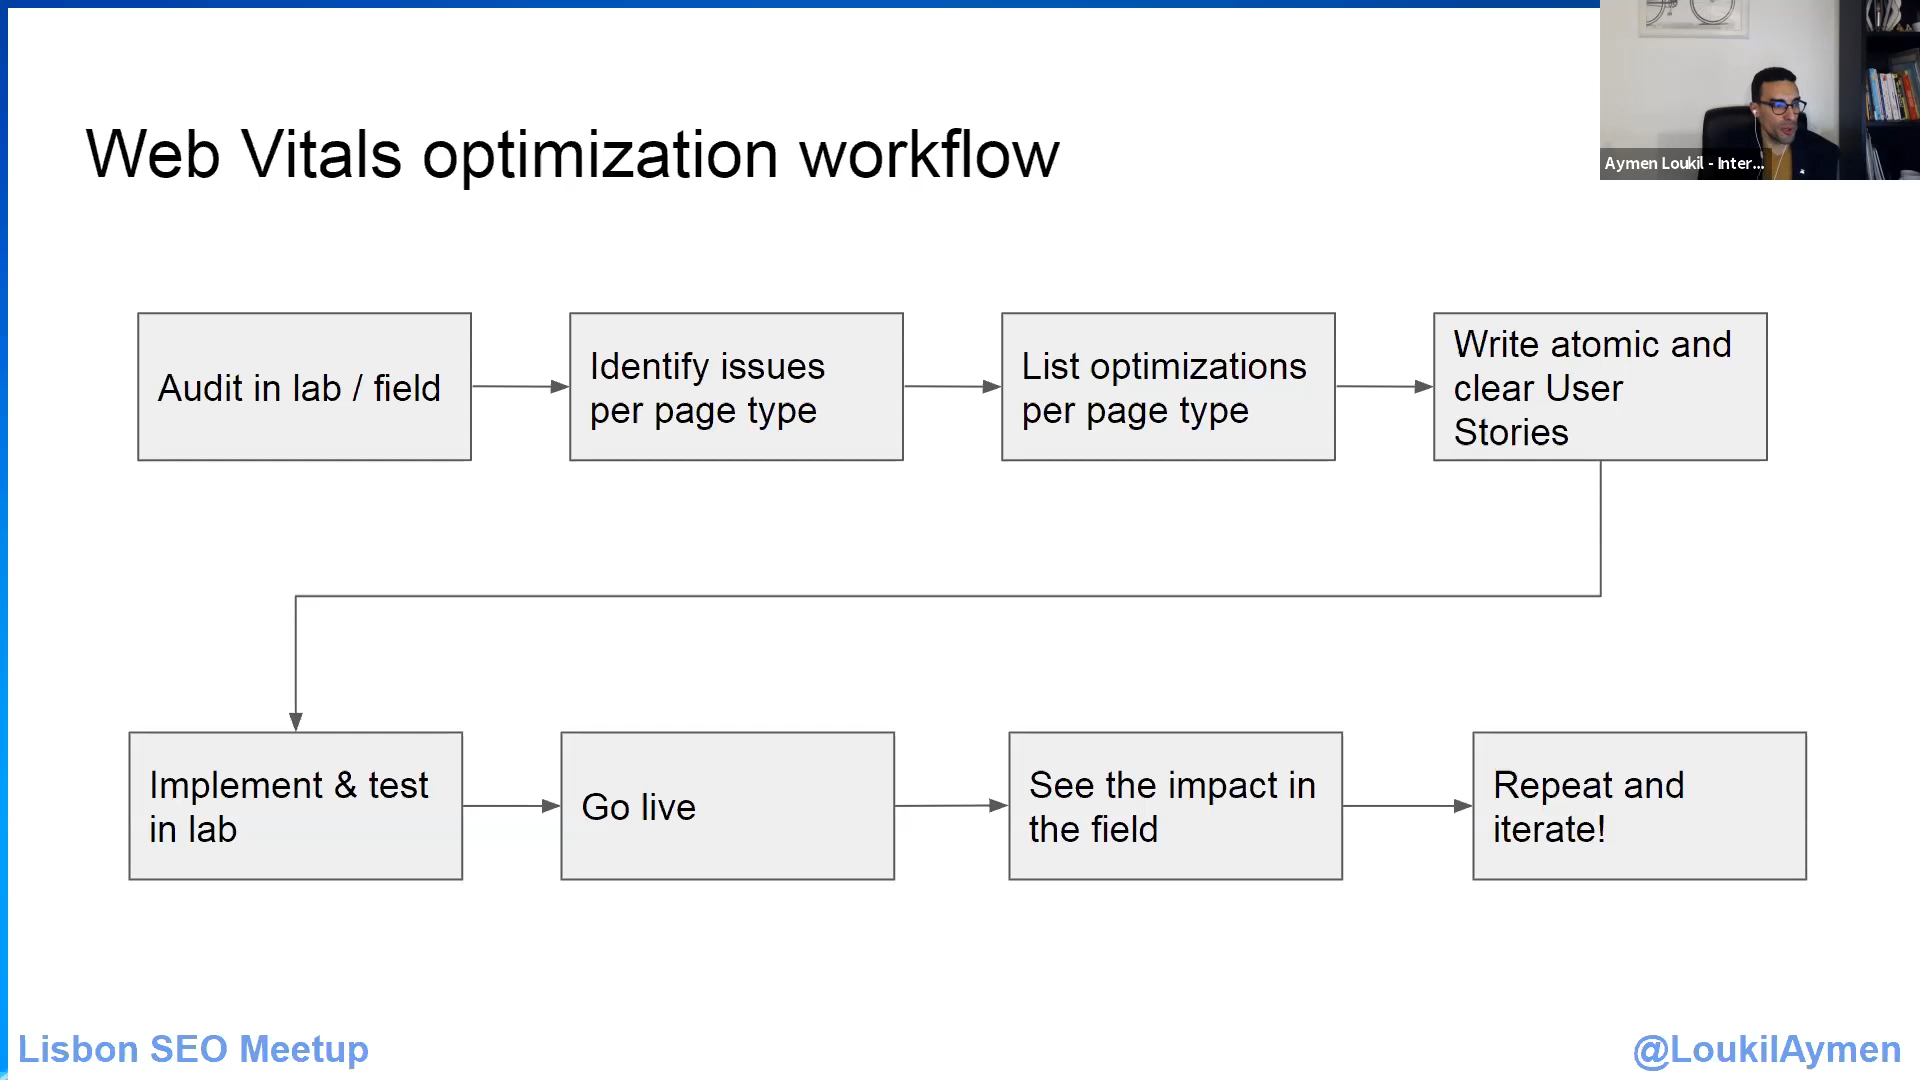 Web Vitals optimization workflow
Aymen Loukil - Inter...
Audit in lab / field
Identify issues
per page type
List optimizations
per page type
Write atomic and
clear User
Stories
Implement & test
in lab
Go live
See the impact in
the field
Repeat and
iterate!
Lisbon SEO Meetup
@LoukilAymen